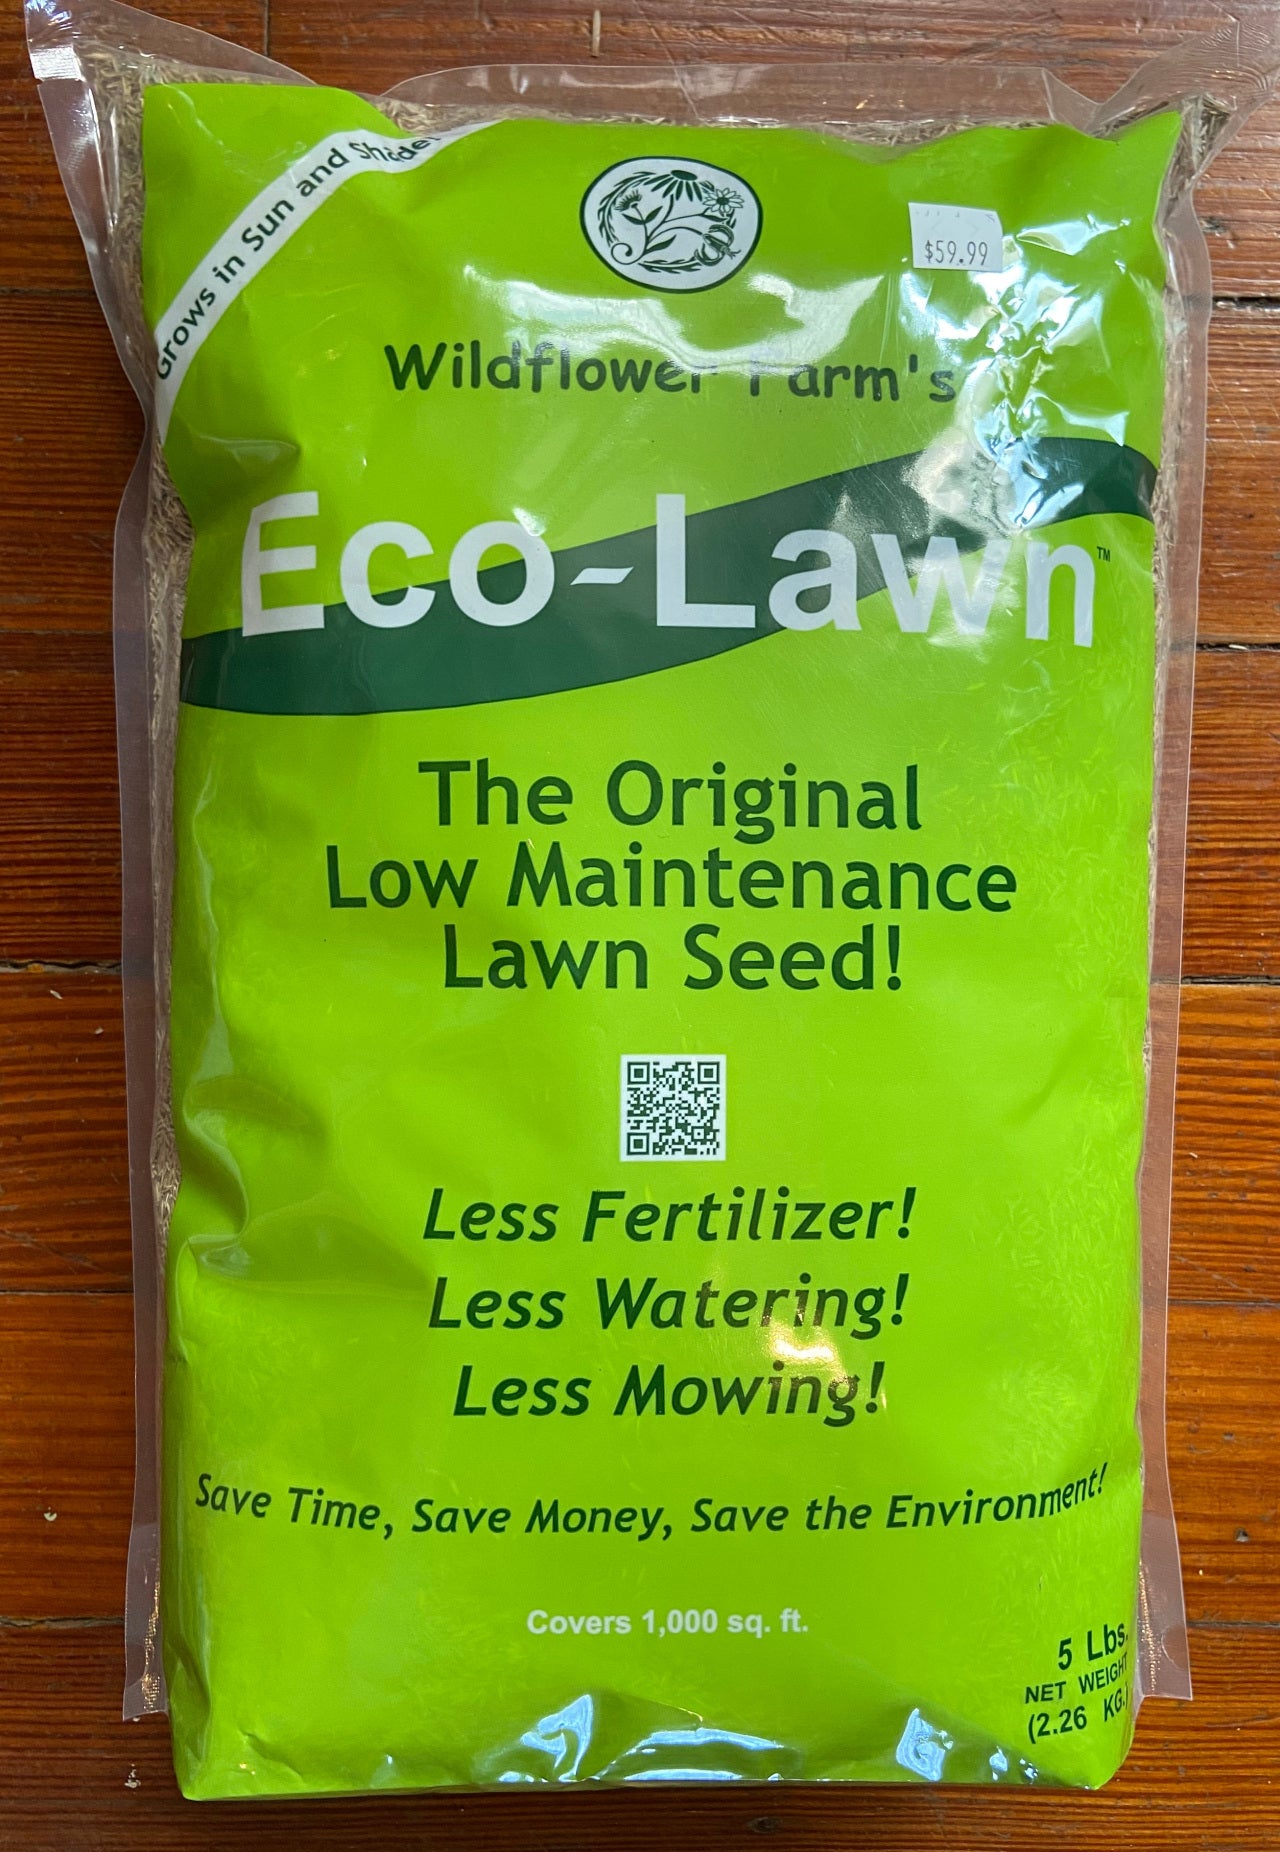 Grows in Sun and Shade!
$59.99
Wildflower Farm's
Eco-Lawn™
The Original
Low Maintenance
Lawn Seed!
Less Fertilizer!
Less Watering!
Less Mowing!
Save Time, Save Money, Save the Environment!
Covers 1,000 sq. ft.
5 Lbs.
NET WEIGHT
(2.26 KG.)